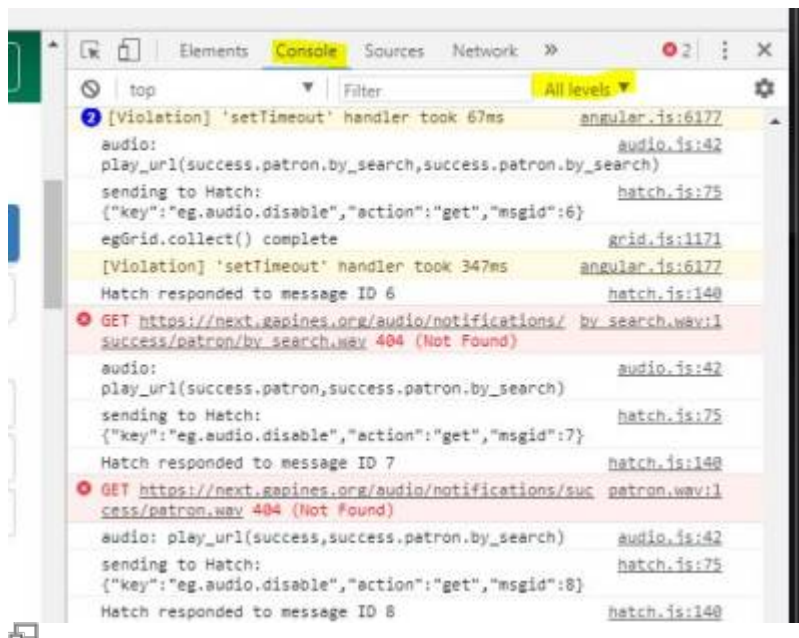 Elements Console Sources Network » 2
top Filter All levels
2 [Violation] 'setTimeout' handler took 67ms angular.js:6177
audio: audio.js:42
play_url(success.patron.by_search,success.patron.by_search)
sending to Hatch: hatch.js:75
{"key":"eg.audio.disable","action":"get","msgid":6}
egGrid.collect() complete grid.js:1171
[Violation] 'setTimeout' handler took 347ms angular.js:6177
Hatch responded to message ID 6 hatch.js:140
GET https://next.gapines.org/audio/notifications/ by_search.wav:1
success/patron/by_search.wav 404 (Not Found)
audio: audio.js:42
play_url(success.patron,success.patron.by_search)
sending to Hatch: hatch.js:75
{"key":"eg.audio.disable","action":"get","msgid":7}
Hatch responded to message ID 7 hatch.js:140
GET https://next.gapines.org/audio/notifications/suc patron.wav:1
cess/patron.wav 404 (Not Found)
audio: play_url(success,success.patron.by_search) audio.js:42
sending to Hatch: hatch.js:75
{"key":"eg.audio.disable","action":"get","msgid":8}
Hatch responded to message ID 8 hatch.js:140